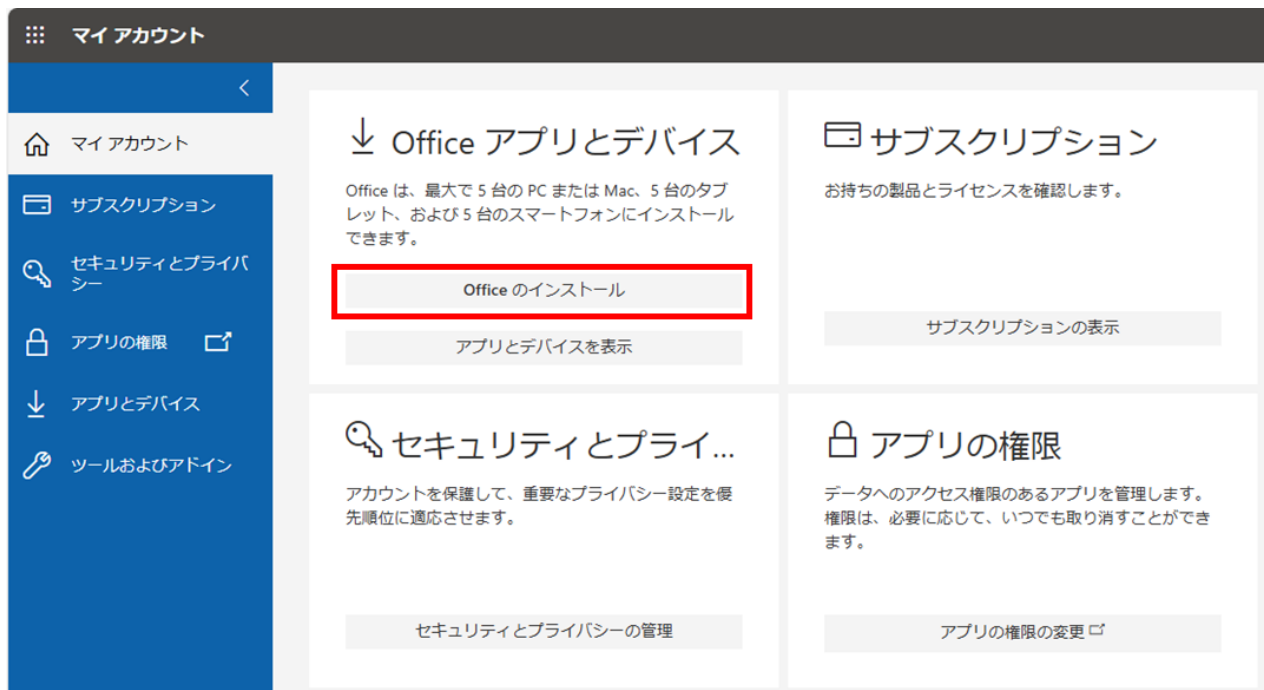 マイ アカウント
マイ アカウント
サブスクリプション
セキュリティとプライバ
シー
アプリの権限
アプリとデバイス
ツールおよびアドイン
Office アプリとデバイス
Office は、最大で 5 台の PC または Mac、5 台のタブ
レット、および 5 台のスマートフォンにインストール
できます。
Office のインストール
アプリとデバイスを表示
サブスクリプション
お持ちの製品とライセンスを確認します。
サブスクリプションの表示
セキュリティとプライ...
アカウントを保護して、重要なプライバシー設定を優
先順位に適応させます。
セキュリティとプライバシーの管理
アプリの権限
データへのアクセス権限のあるアプリを管理します。
権限は、必要に応じて、いつでも取り消すことができ
ます。
アプリの権限の変更